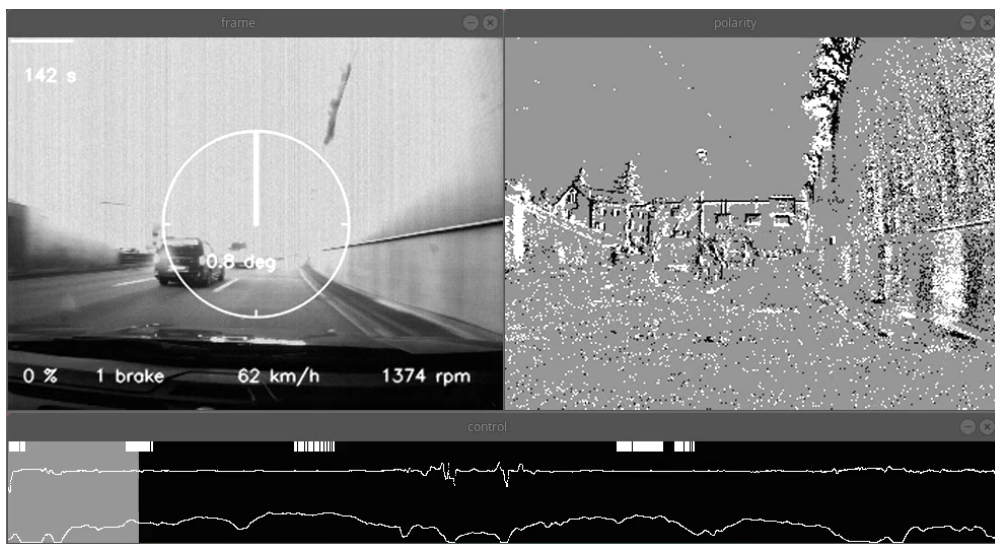 frame
polarity
142 s
0.8 deg
0 % 1 brake 62 km/h 1374 rpm
control